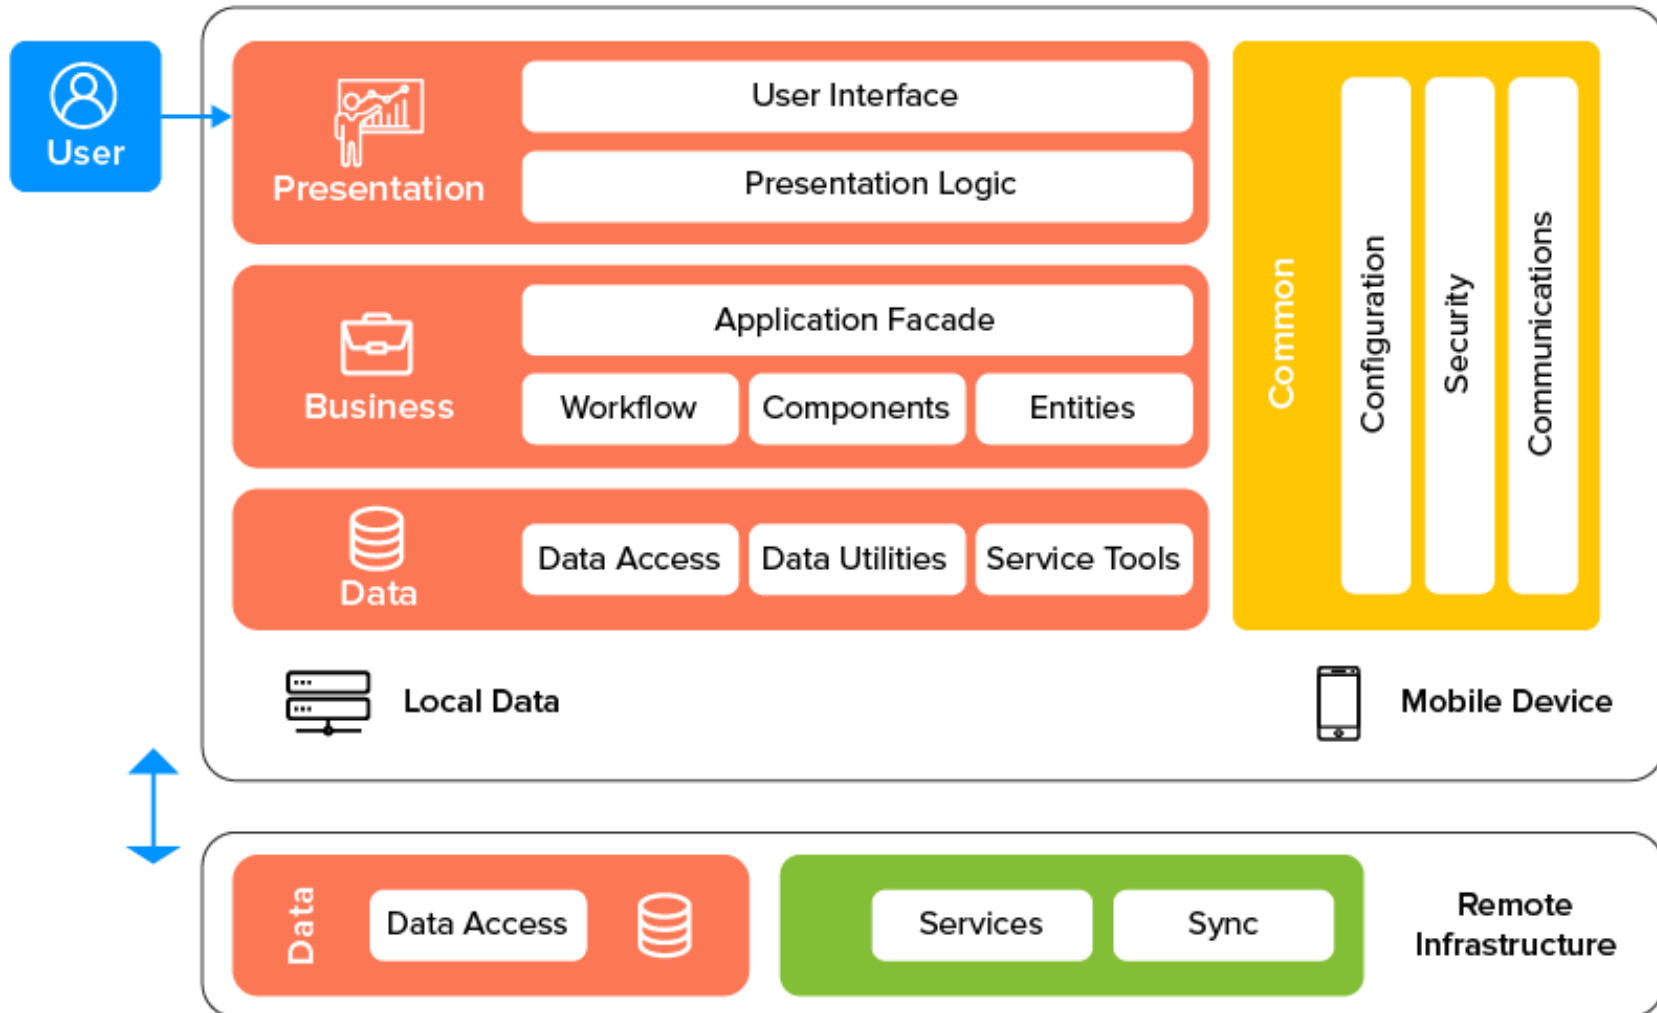 User
Presentation
User Interface
Presentation Logic
Business
Application Facade
Workflow
Components
Entities
Data
Data Access
Data Utilities
Service Tools
Common
Configuration
Security
Communications
Local Data
Mobile Device
Data
Data Access
Services
Sync
Remote
Infrastructure